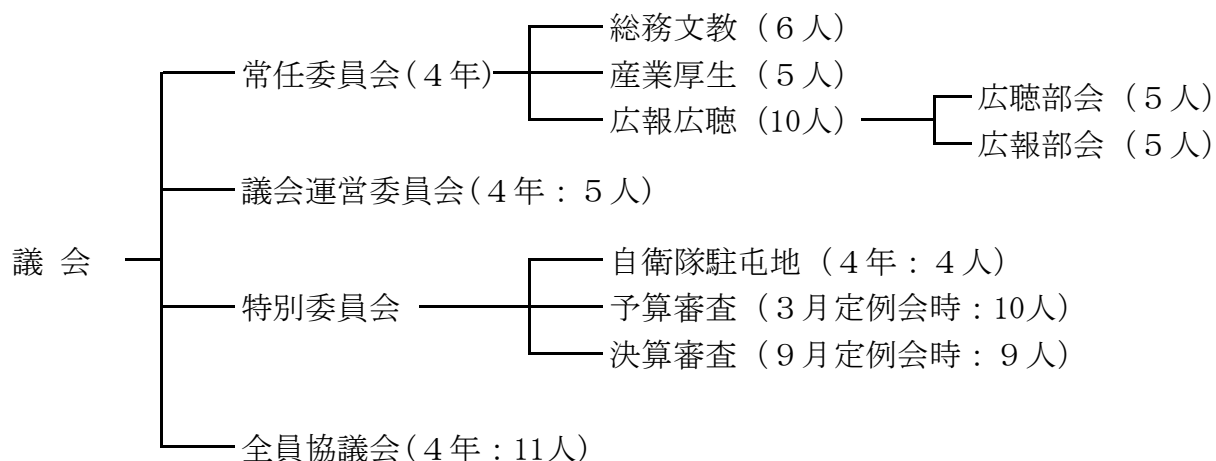 総務文教（６人）
常任委員会（４年） 産業厚生（５人）
広報広聴（10人） 広聴部会（５人）
広報部会（５人）
議会運営委員会（４年：５人）
議会
自衛隊駐屯地（４年：４人）
特別委員会 予算審査（３月定例会時：10人）
決算審査（９月定例会時：９人）
全員協議会（４年：11人）